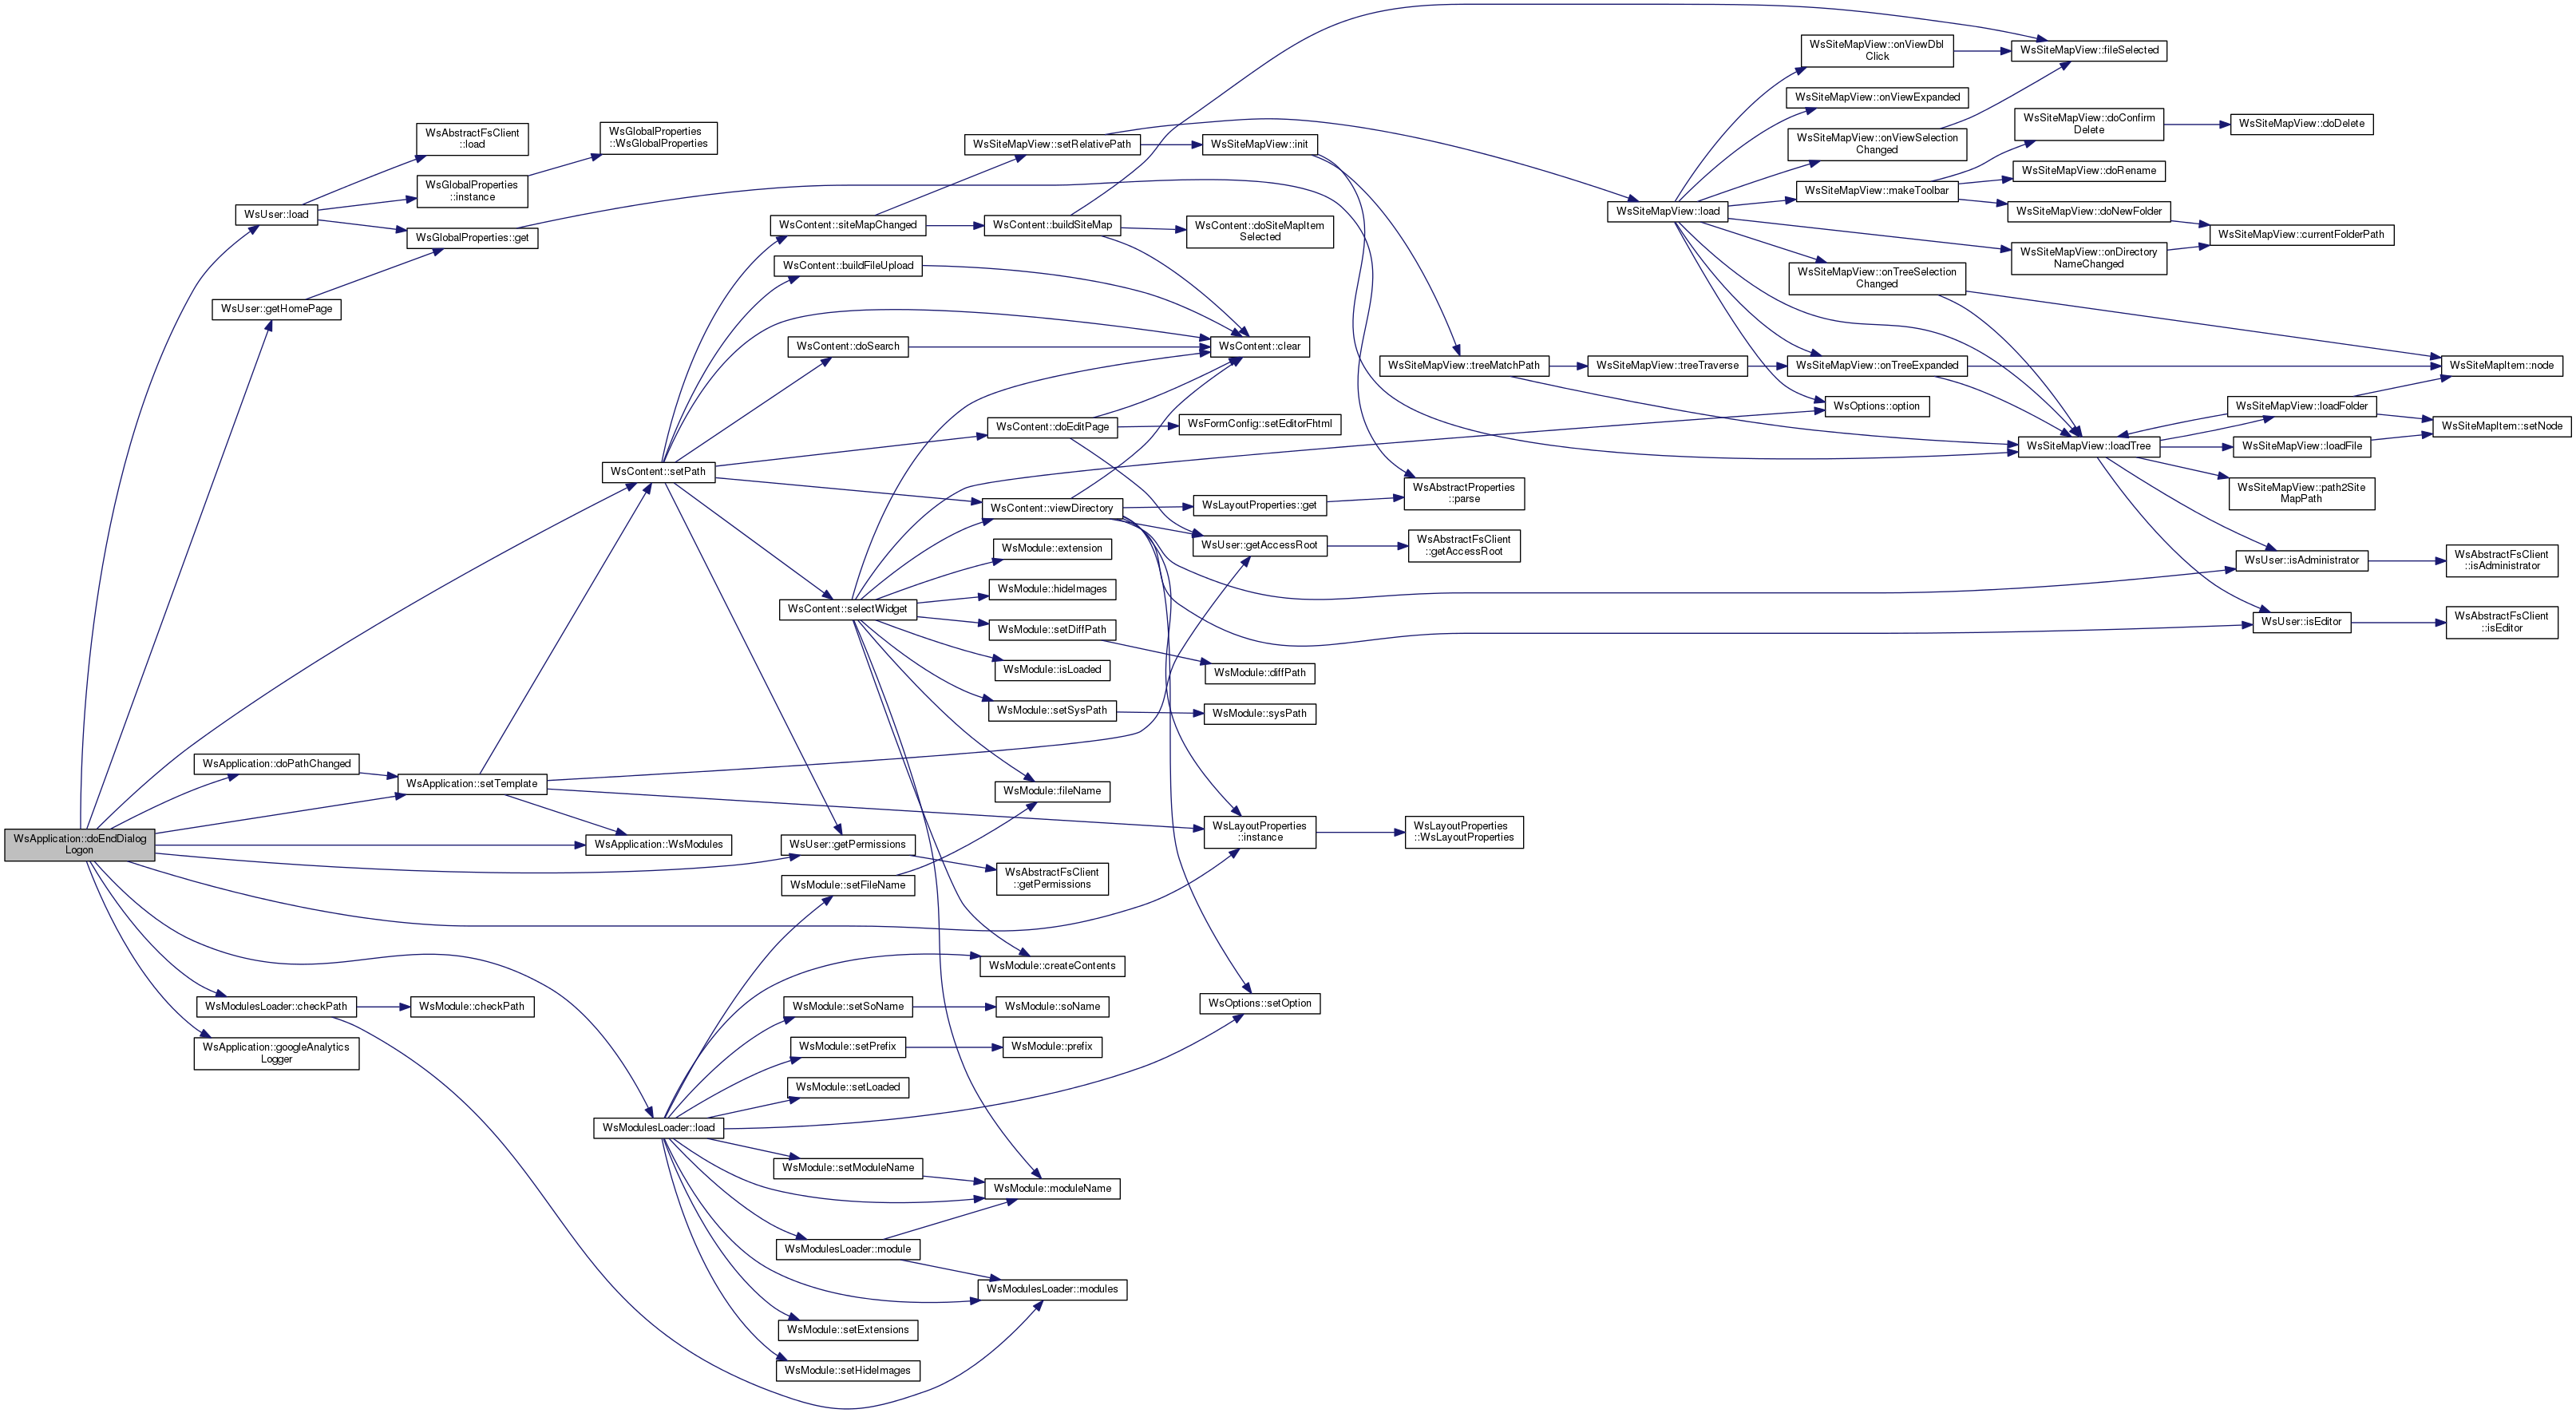 WsSiteMapView::onViewDbl
Click
WsSiteMapView::fileSelected
WsSiteMapView::onViewExpanded
WsAbstractFsClient
::load
WsGlobalProperties
::WsGlobalProperties
WsSiteMapView::setRelativePath
WsSiteMapView::init
WsSiteMapView::onViewSelection
Changed
WsSiteMapView::doConfirm
Delete
WsSiteMapView::doDelete
WsSiteMapView::doRename
WsGlobalProperties
::instance
WsSiteMapView::makeToolbar
WsUser::load
WsSiteMapView::load
WsSiteMapView::doNewFolder
WsContent::siteMapChanged
WsContent::buildSiteMap
WsContent::doSiteMapItem
Selected
WsGlobalProperties::get
WsSiteMapView::currentFolderPath
WsSiteMapView::onDirectory
NameChanged
WsContent::buildFileUpload
WsSiteMapView::onTreeSelection
Changed
WsUser::getHomePage
WsContent::doSearch
WsContent::clear
WsSiteMapView::treeMatchPath
WsSiteMapView::treeTraverse
WsSiteMapView::onTreeExpanded
WsSiteMapItem::node
WsOptions::option
WsSiteMapView::loadFolder
WsSiteMapItem::setNode
WsContent::doEditPage
WsFormConfig::setEditorFhtml
WsSiteMapView::loadTree
WsSiteMapView::loadFile
WsContent::setPath
WsSiteMapView::path2Site
MapPath
WsContent::viewDirectory
WsLayoutProperties::get
WsAbstractProperties
::parse
WsModule::extension
WsUser::getAccessRoot
WsAbstractFsClient
::getAccessRoot
WsUser::isAdministrator
WsAbstractFsClient
::isAdministrator
WsModule::hideImages
WsContent::selectWidget
WsModule::setDiffPath
WsUser::isEditor
WsAbstractFsClient
::isEditor
WsModule::isLoaded
WsModule::diffPath
WsModule::setSysPath
WsModule::sysPath
WsApplication::doPathChanged
WsApplication::setTemplate
WsModule::fileName
WsApplication::doEndDialog
Logon
WsApplication::WsModules
WsUser::getPermissions
WsLayoutProperties
::instance
WsLayoutProperties
::WsLayoutProperties
WsModule::setFileName
WsAbstractFsClient
::getPermissions
WsModule::createContents
WsModulesLoader::checkPath
WsModule::checkPath
WsModule::setSoName
WsModule::soName
WsOptions::setOption
WsApplication::googleAnalytics
Logger
WsModule::setPrefix
WsModule::prefix
WsModule::setLoaded
WsModulesLoader::load
WsModule::setModuleName
WsModule::moduleName
WsModulesLoader::module
WsModulesLoader::modules
WsModule::setExtensions
WsModule::setHideImages